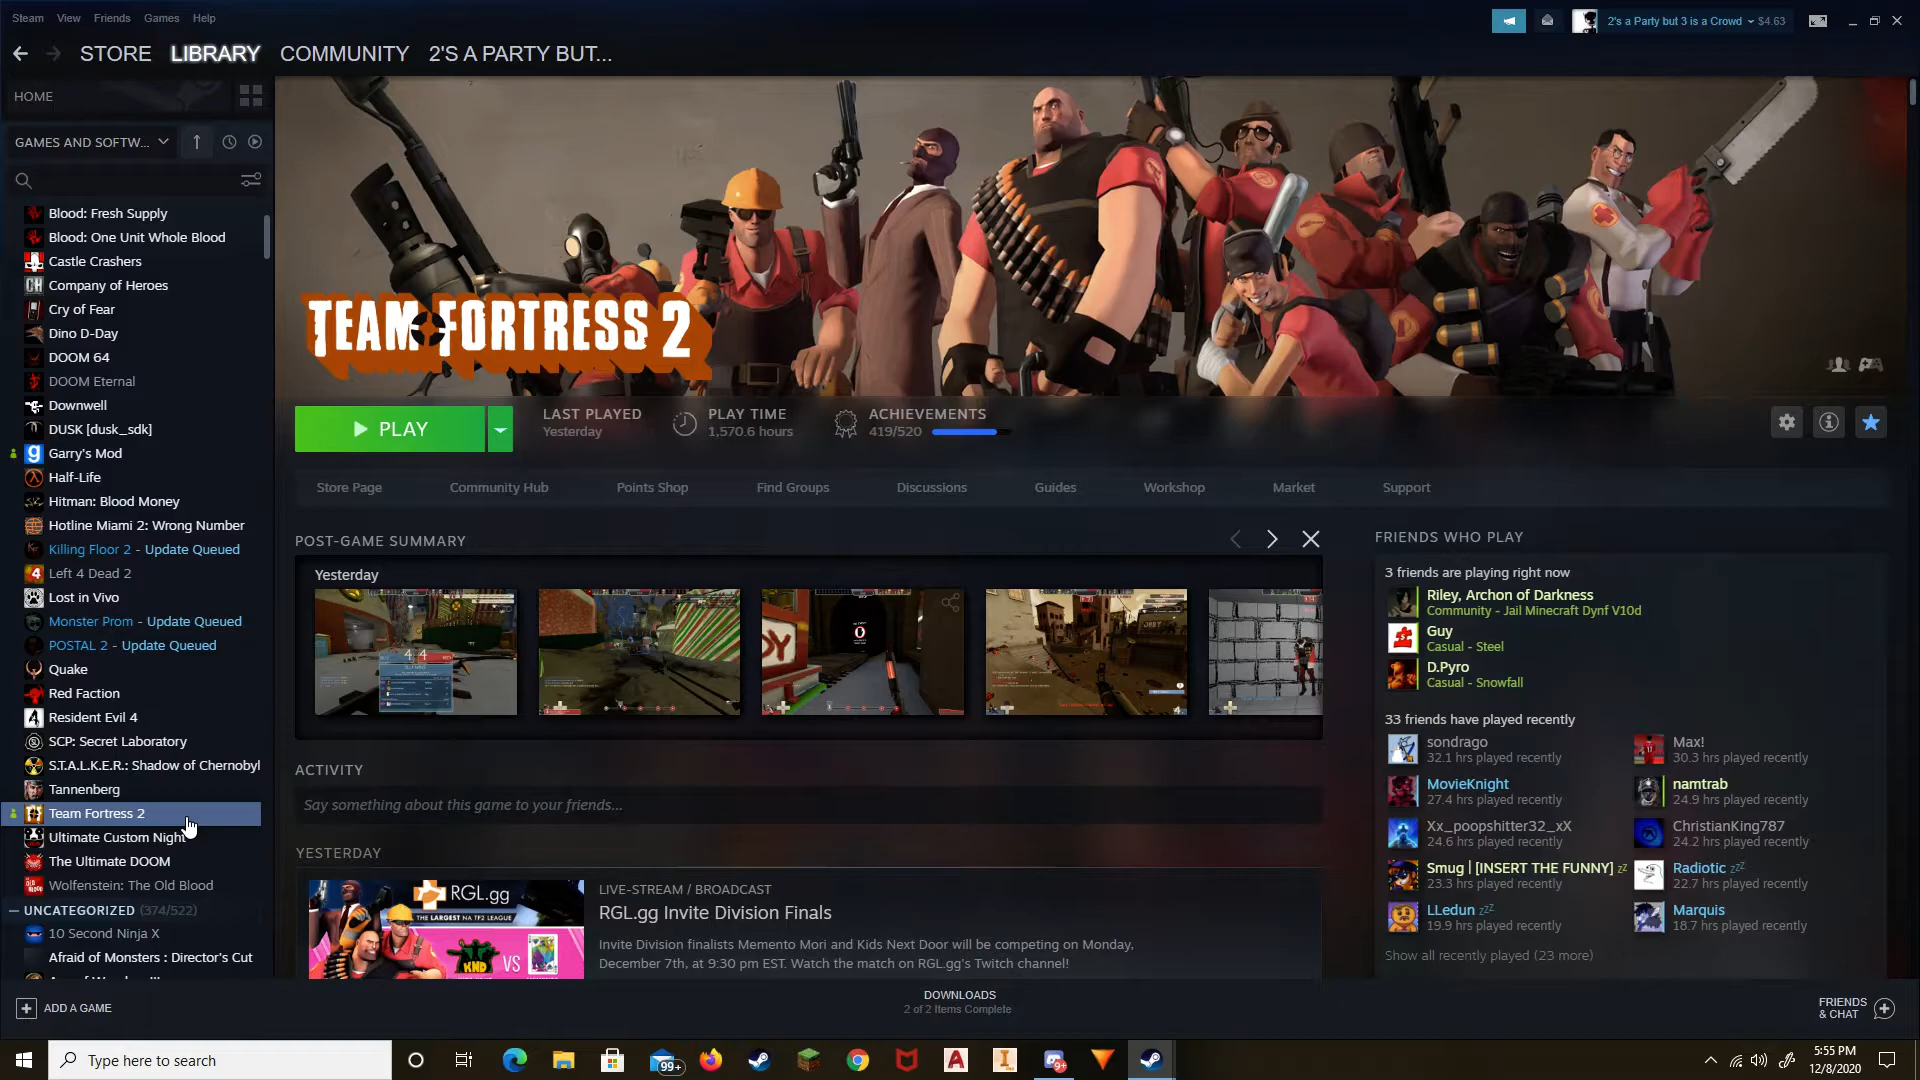 Steam View Friends Games Help
2's a Party but 3 is a Crowd $4.63
STORE LIBRARY COMMUNITY 2'S A PARTY BUT...
HOME
GAMES AND SOFTW...
Blood: Fresh Supply
Blood: One Unit Whole Blood
Castle Crashers
Company of Heroes
Cry of Fear
Dino D-Day
DOOM 64
DOOM Eternal
Downwell
DUSK [dusk_sdk]
Garry's Mod
Half-Life
Hitman: Blood Money
Hotline Miami 2: Wrong Number
Killing Floor 2 - Update Queued
Left 4 Dead 2
Lost in Vivo
Monster Prom - Update Queued
POSTAL 2 - Update Queued
Quake
Red Faction
Resident Evil 4
SCP: Secret Laboratory
S.T.A.L.K.E.R.: Shadow of Chernobyl
Tannenberg
Team Fortress 2
Ultimate Custom Night
The Ultimate DOOM
Wolfenstein: The Old Blood
UNCATEGORIZED (374/522)
10 Second Ninja X
Afraid of Monsters : Director's Cut
ADD A GAME
TEAM FORTRESS 2
PLAY
LAST PLAYED
Yesterday
PLAY TIME
1,570.6 hours
ACHIEVEMENTS
419/520
Store Page Community Hub Points Shop Find Groups Discussions Guides Workshop Market Support
POST-GAME SUMMARY
Yesterday
ACTIVITY
Say something about this game to your friends...
YESTERDAY
RGL.gg
THE LARGEST NA TF2 LEAGUE
KND VS
LIVE-STREAM / BROADCAST
RGL.gg Invite Division Finals
Invite Division finalists Memento Mori and Kids Next Door will be competing on Monday,
December 7th, at 9:30 pm EST. Watch the match on RGL.gg's Twitch channel!
FRIENDS WHO PLAY
3 friends are playing right now
Riley, Archon of Darkness
Community - Jail Minecraft Dynf V10d
Guy
Casual - Steel
D.Pyro
Casual - Snowfall
33 friends have played recently
sondrago
32.1 hrs played recently
Max!
30.3 hrs played recently
MovieKnight
27.4 hrs played recently
namtrab
24.9 hrs played recently
Xx_poopshitter32_xX
24.6 hrs played recently
ChristianKing787
24.2 hrs played recently
Smug | [INSERT THE FUNNY] zz
23.3 hrs played recently
Radiotic zzz
22.7 hrs played recently
LLedun zzz
19.9 hrs played recently
Marquis
18.7 hrs played recently
Show all recently played (23 more)
DOWNLOADS
2 of 2 Items Complete
FRIENDS
& CHAT
Type here to search
99+
9+
5:55 PM
12/8/2020